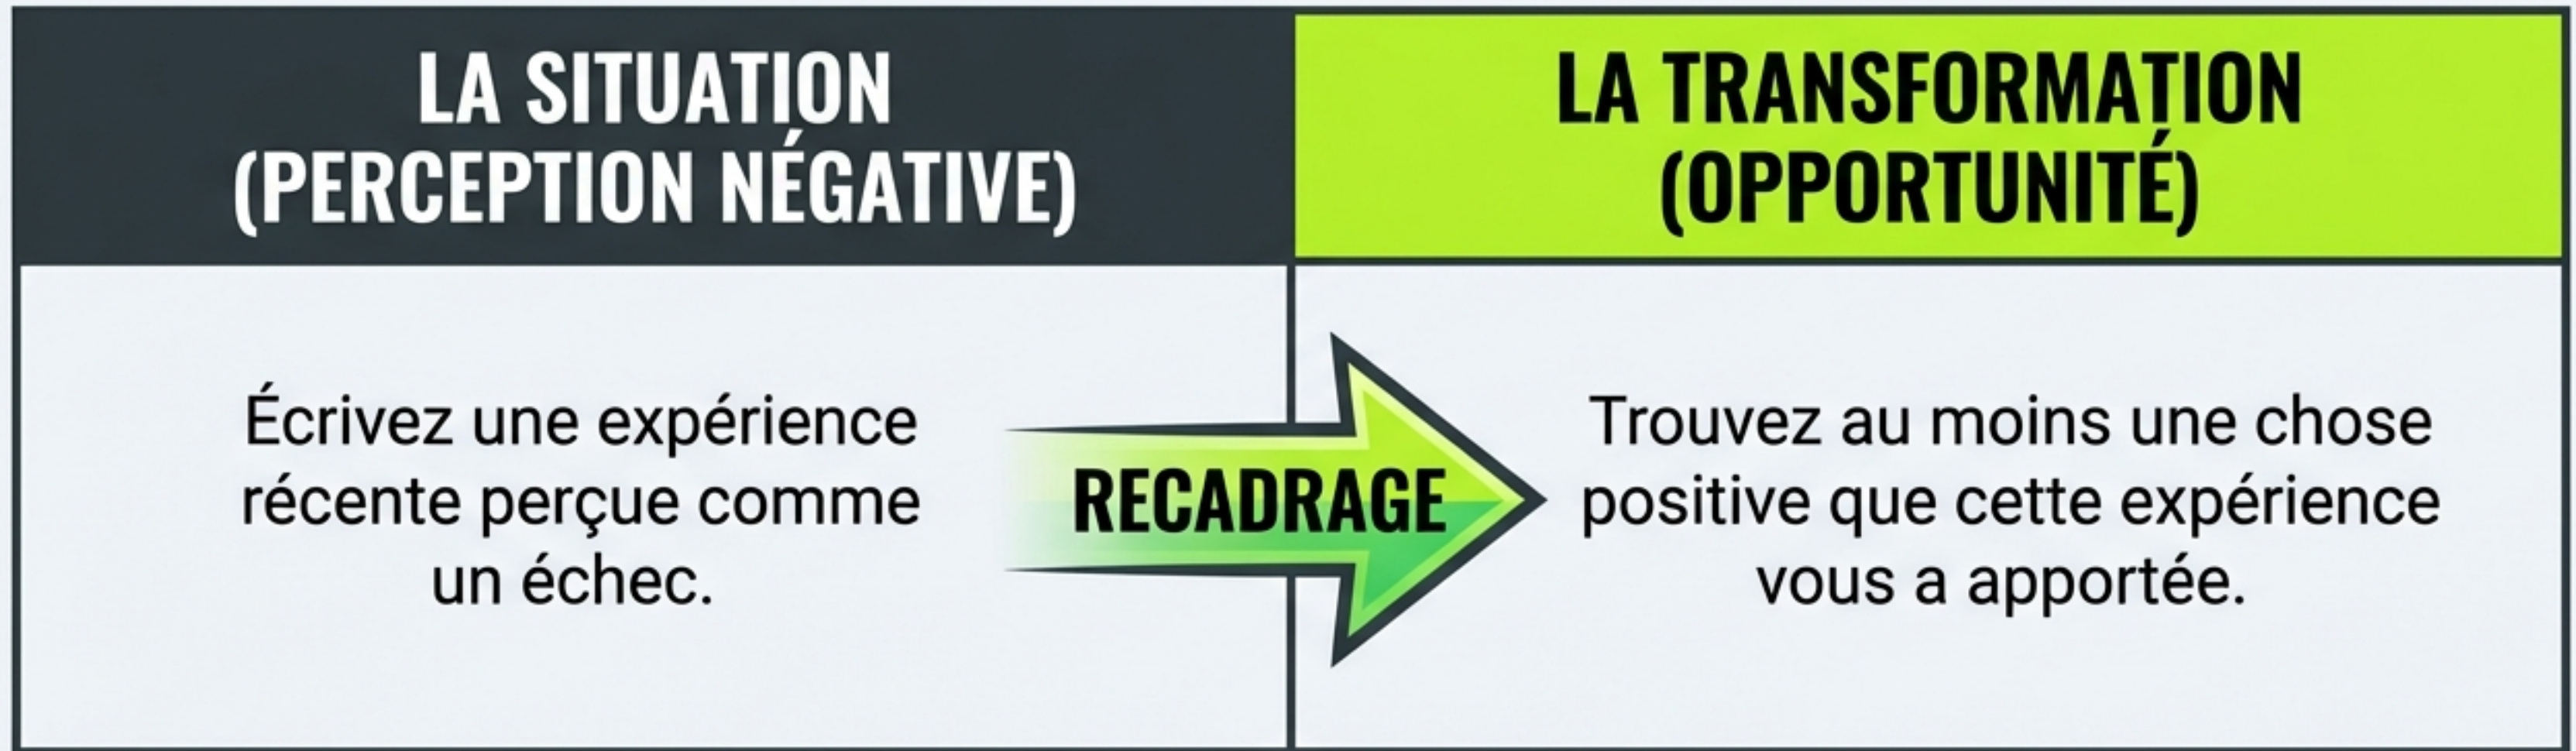 LA SITUATION
(PERCEPTION NÉGATIVE)
LA TRANSFORMATION
(OPPORTUNITÉ)
Écrivez une expérience
récente perçue comme
un échec.
RECADRAGE
Trouvez au moins une chose
positive que cette expérience
vous a apportée.